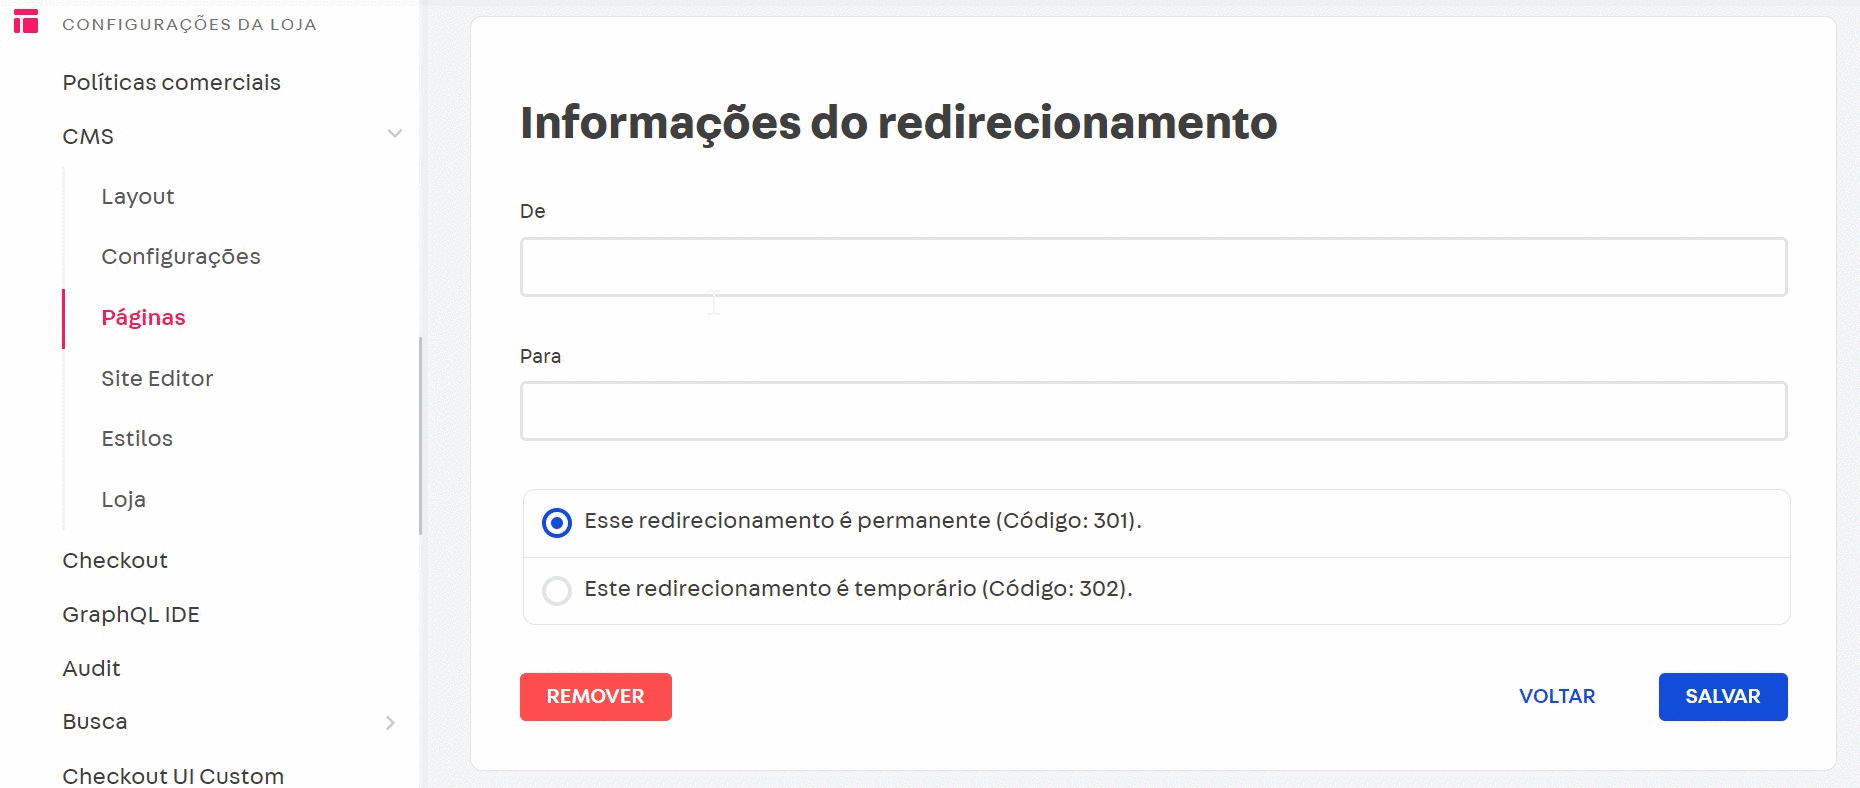 CONFIGURAÇÕES DA LOJA
Políticas comerciais
CMS
Layout
Configurações
Páginas
Site Editor
Estilos
Loja
Checkout
GraphQL IDE
Audit
Busca
Checkout UI Custom
Informações do redirecionamento
De
Para
Esse redirecionamento é permanente (Código: 301).
Este redirecionamento é temporário (Código: 302).
REMOVER
VOLTAR
SALVAR